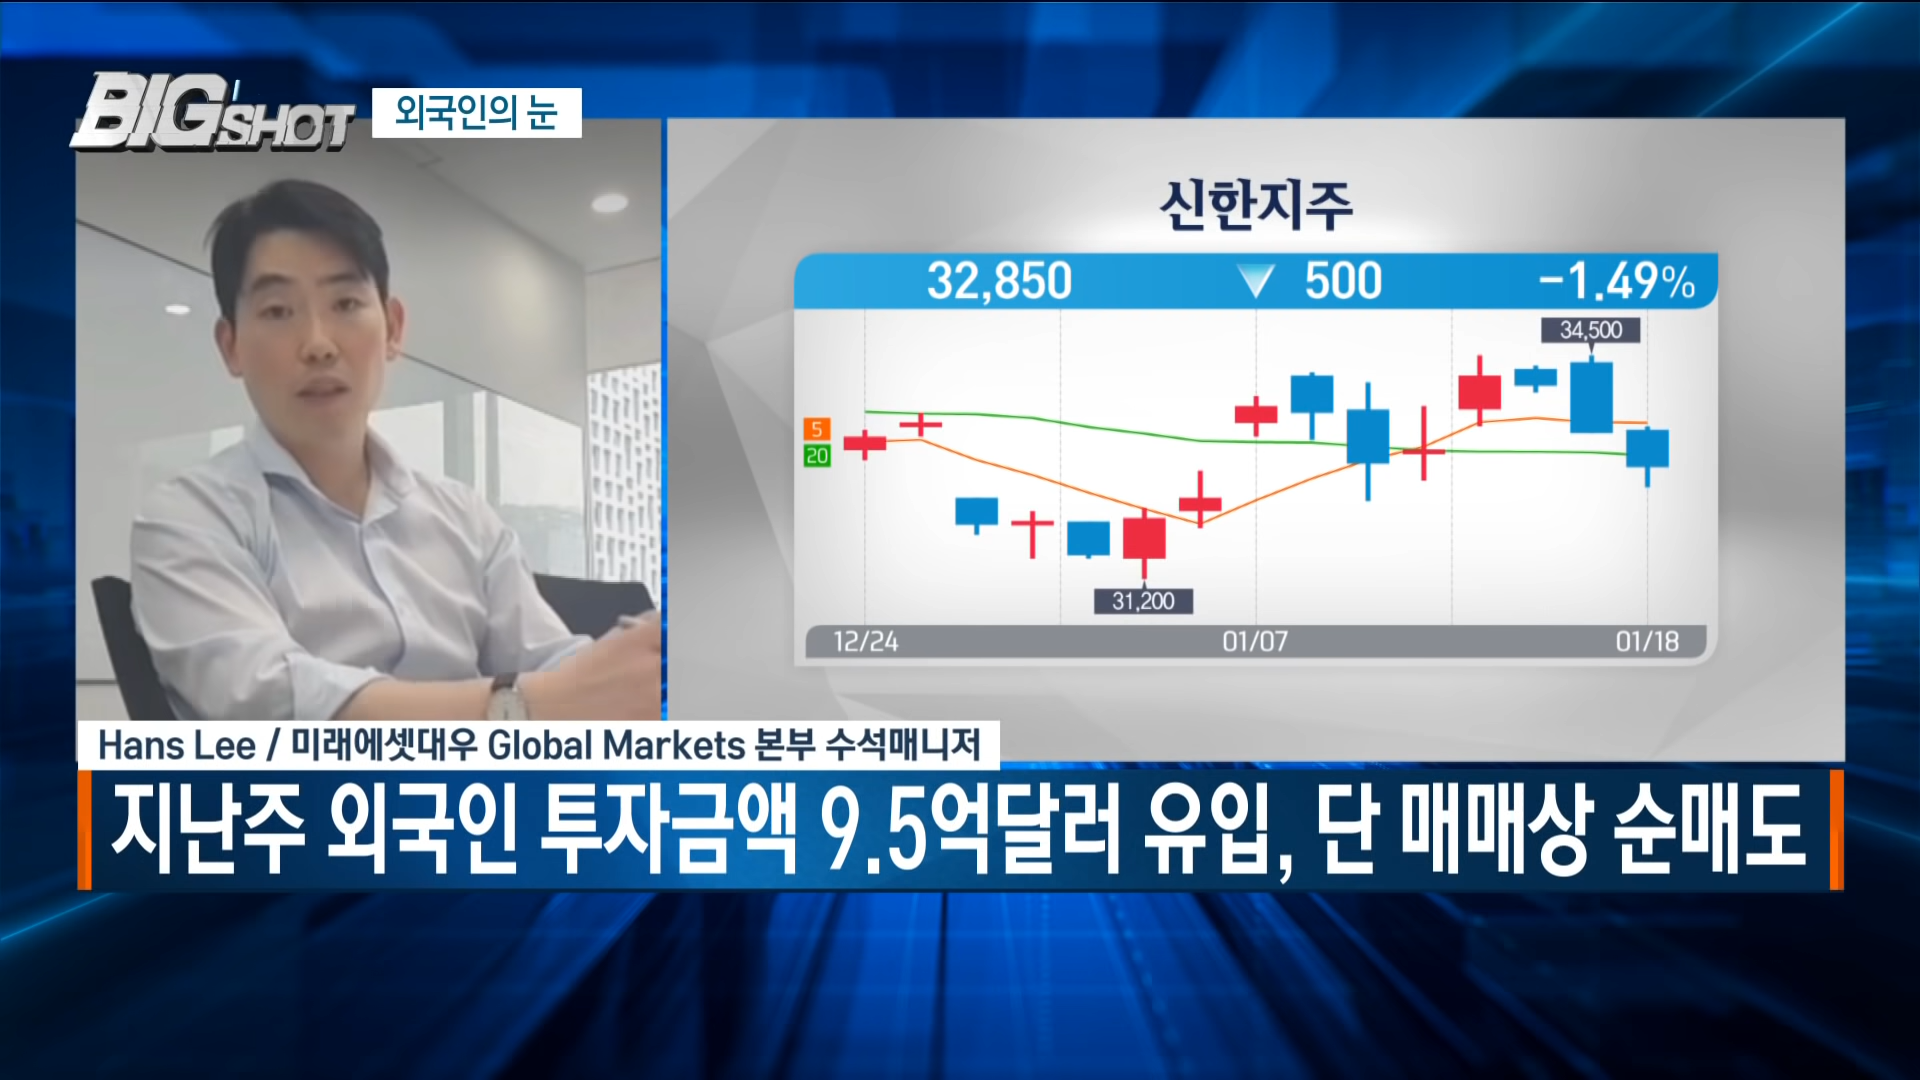 BIG'SHOT
외국인의 눈
신한지주
32,850 ▼ 500 -1.49%
34,500
5
20
31,200
12/24 01/07 01/18
Hans Lee / 미래에셋대우 Global Markets 본부 수석매니저
지난주 외국인 투자금액 9.5억달러 유입, 단 매매상 순매도